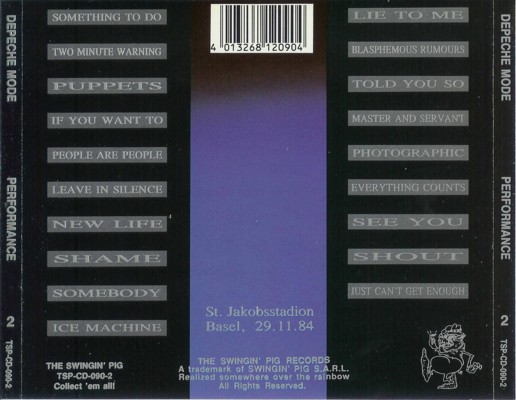 DEPECHE MODE
PERFORMANCE
2
TSP-CD-090-2
SOMETHING TO DO
TWO MINUTE WARNING
PUPPETS
IF YOU WANT TO
PEOPLE ARE PEOPLE
LEAVE IN SILENCE
NEW LIFE
SHAME
SOMEBODY
ICE MACHINE
THE SWINGIN' PIG
TSP-CD-090-2
Collect 'em all!
4 013268 120904
St. Jakobsstadion
Basel, 29.11.84
THE SWINGIN' PIG RECORDS
A trademark of SWINGIN' PIG S.A.R.L.
Realized somewhere over the rainbow
All Rights Reserved.
LIE TO ME
BLASPHEMOUS RUMOURS
TOLD YOU SO
MASTER AND SERVANT
PHOTOGRAPHIC
EVERYTHING COUNTS
SEE YOU
SHOUT
JUST CAN'T GET ENOUGH
DEPECHE MODE
PERFORMANCE
2
TSP-CD-090-2